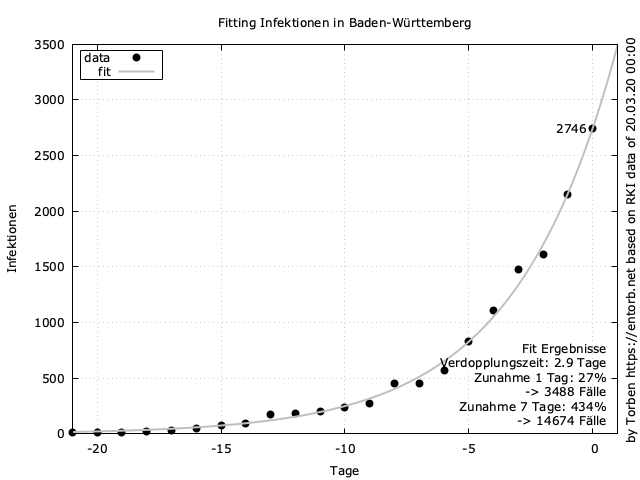 Fitting Infektionen in Baden-Württemberg
3500
3000
2500
2000
1500
1000
500
0
Infektionen
data
fit
2746
Fit Ergebnisse
Verdopplungszeit: 2.9 Tage
Zunahme 1 Tag: 27%
-> 3488 Fälle
Zunahme 7 Tage: 434%
-> 14674 Fälle
-20 -15 -10 -5 0
Tage
by Torben https://entorb.net based on RKI data of 20.03.20 00:00